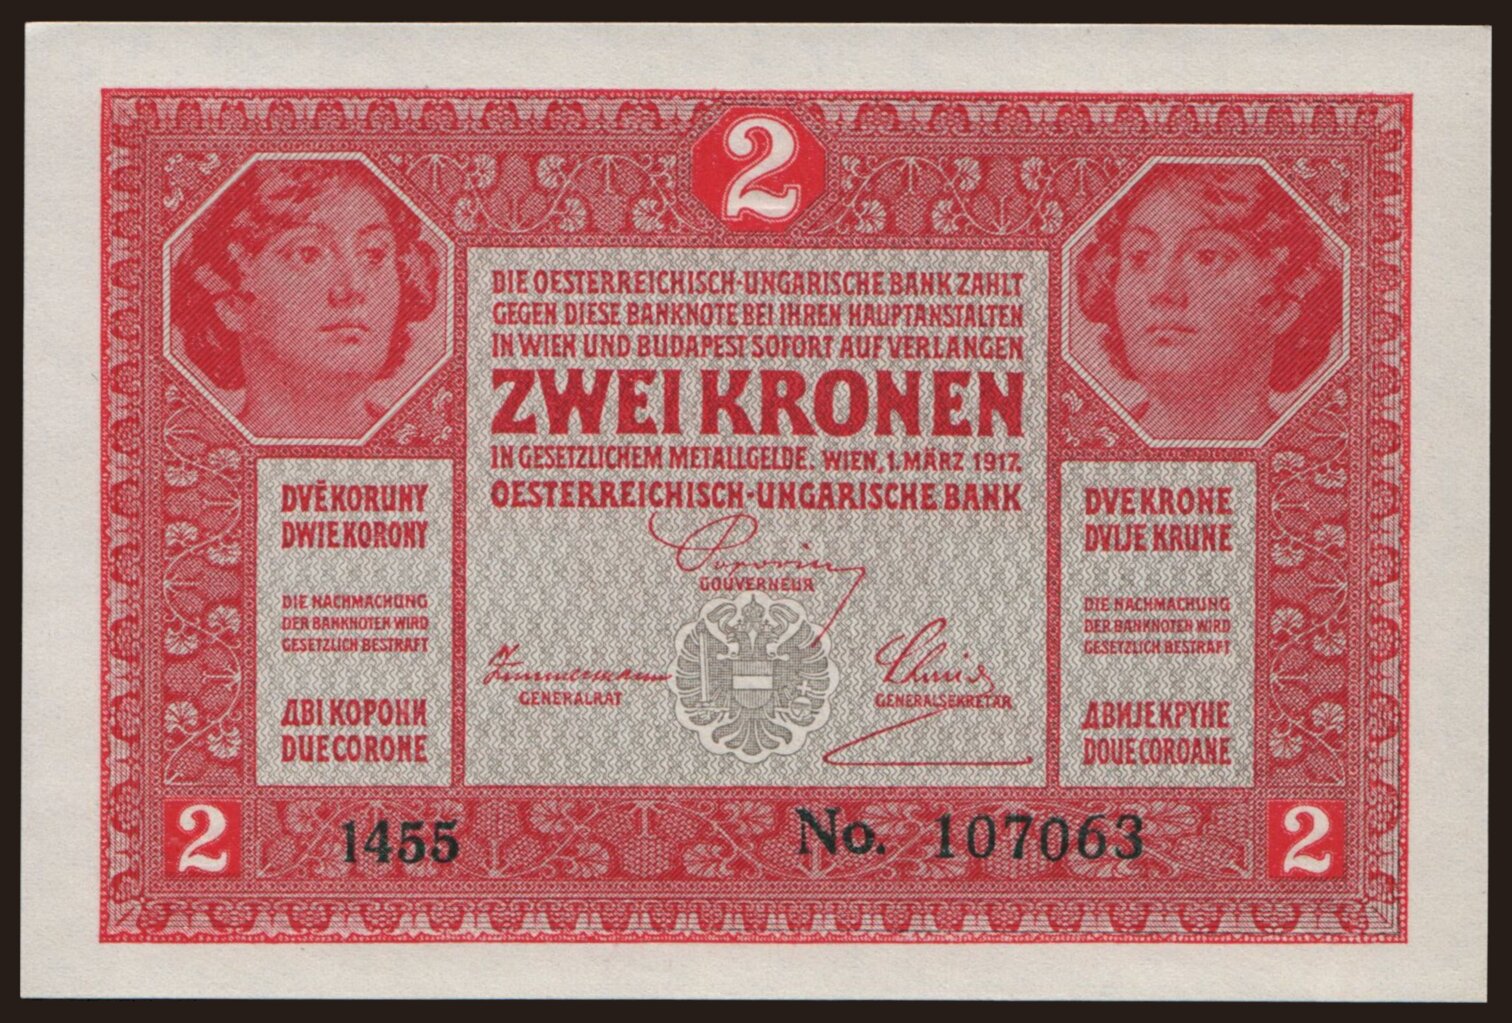 2
DIE OESTERREICHISCH-UNGARISCHE BANK ZAHLT
GEGEN DIESE BANKNOTE BEI IHREN HAUPTANSTALTEN
IN WIEN UND BUDAPEST SOFORT AUF VERLANGEN
ZWEI KRONEN
IN GESETZLICHEM METALLGELDE. WIEN, 1. MÄRZ 1917.
OESTERREICHISCH-UNGARISCHE BANK
Popovics
GOUVERNEUR
Zimmermann
GENERALRAT
Schmid
GENERALSEKRETÄR
DVĚ KORUNY
DWIE KORONY
DIE NACHMACHUNG
DER BANKNOTEN WIRD
GESETZLICH BESTRAFT
ДВІ КОРОНИ
DUE CORONE
DVE KRONE
DVIJE KRUNE
DIE NACHMACHUNG
DER BANKNOTEN WIRD
GESETZLICH BESTRAFT
ДВИЈЕ КРУНЕ
DOUE COROANE
2
1455
No. 107063
2